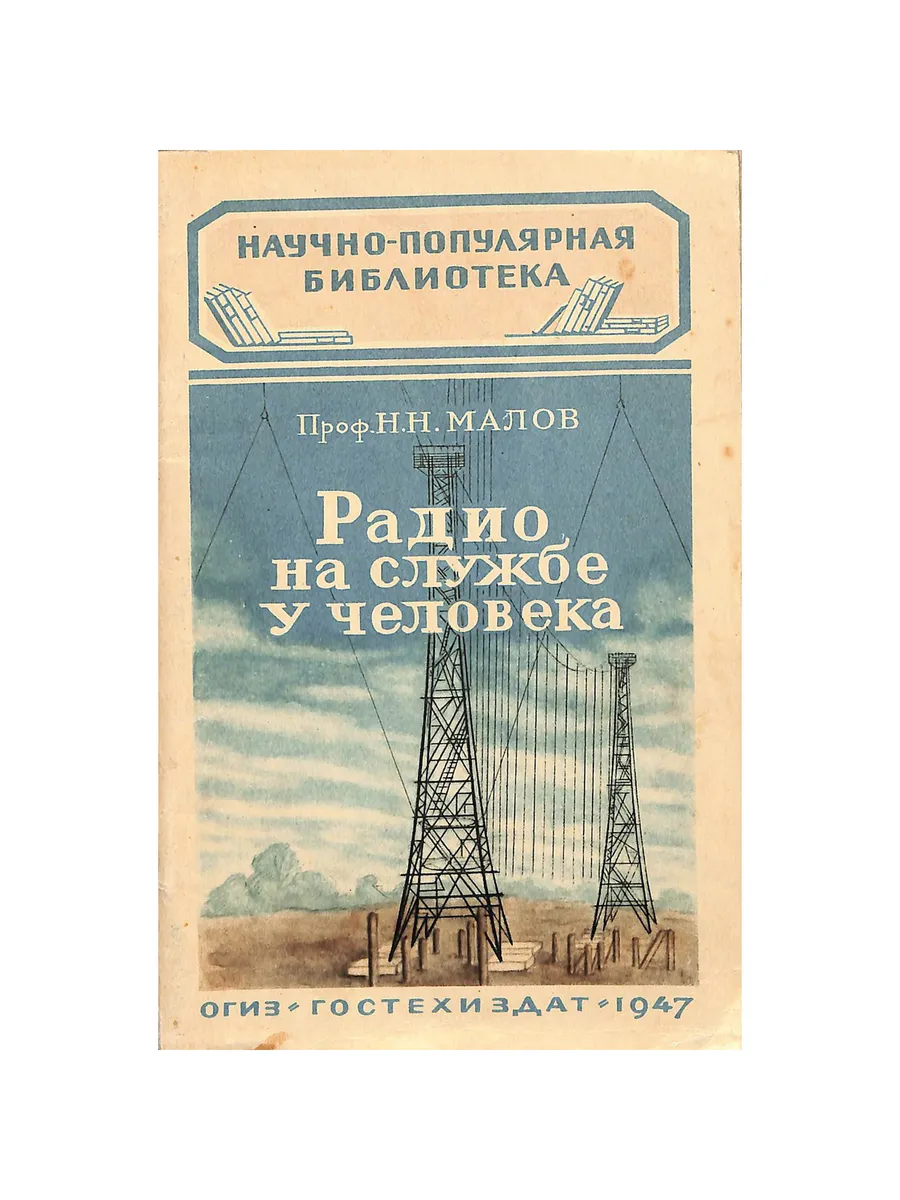 НАУЧНО-ПОПУЛЯРНАЯ
БИБЛИОТЕКА
Проф. Н.Н. МАЛОВ
Радио
на службе
у человека
ОГИЗ " ГОСТЕХИЗДАТ " 1947